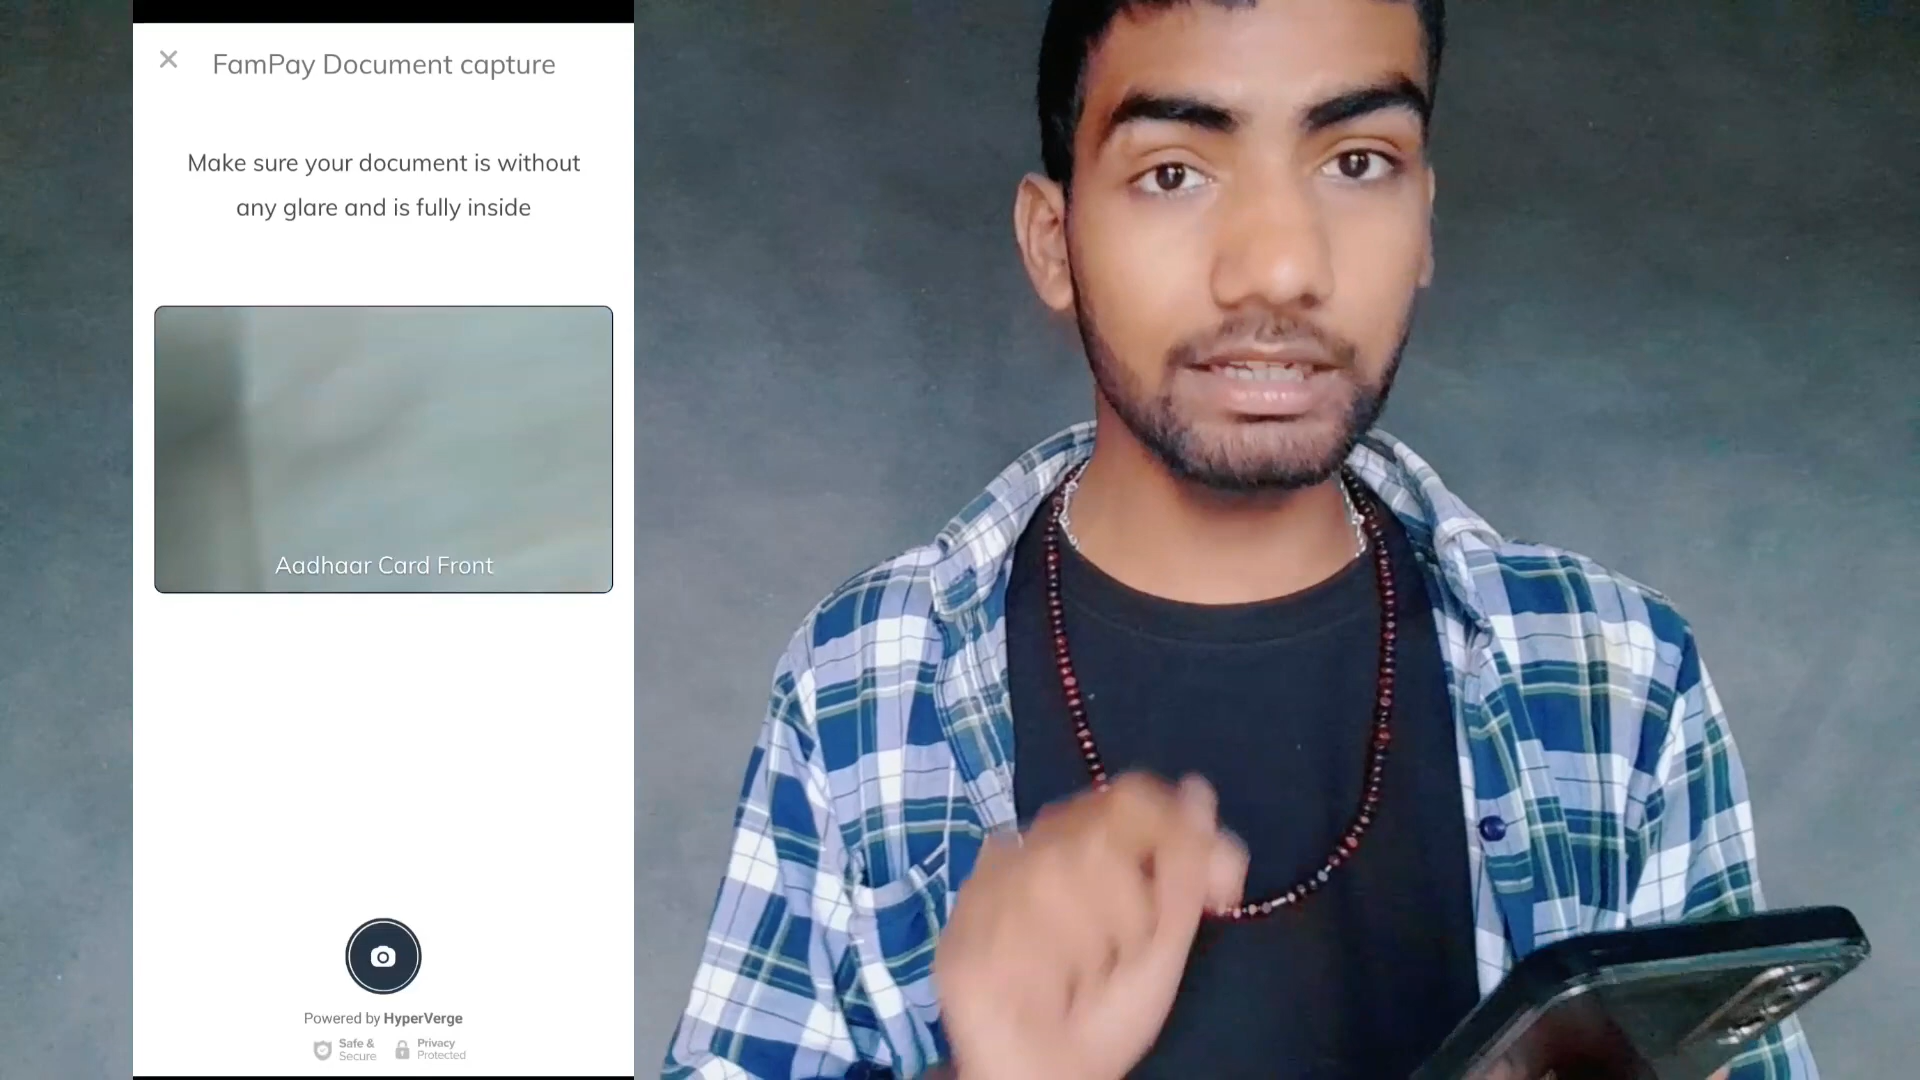 FamPay Document capture
Make sure your document is without
any glare and is fully inside
Aadhaar Card Front
Powered by HyperVerge
Safe &
Secure
Privacy
Protected